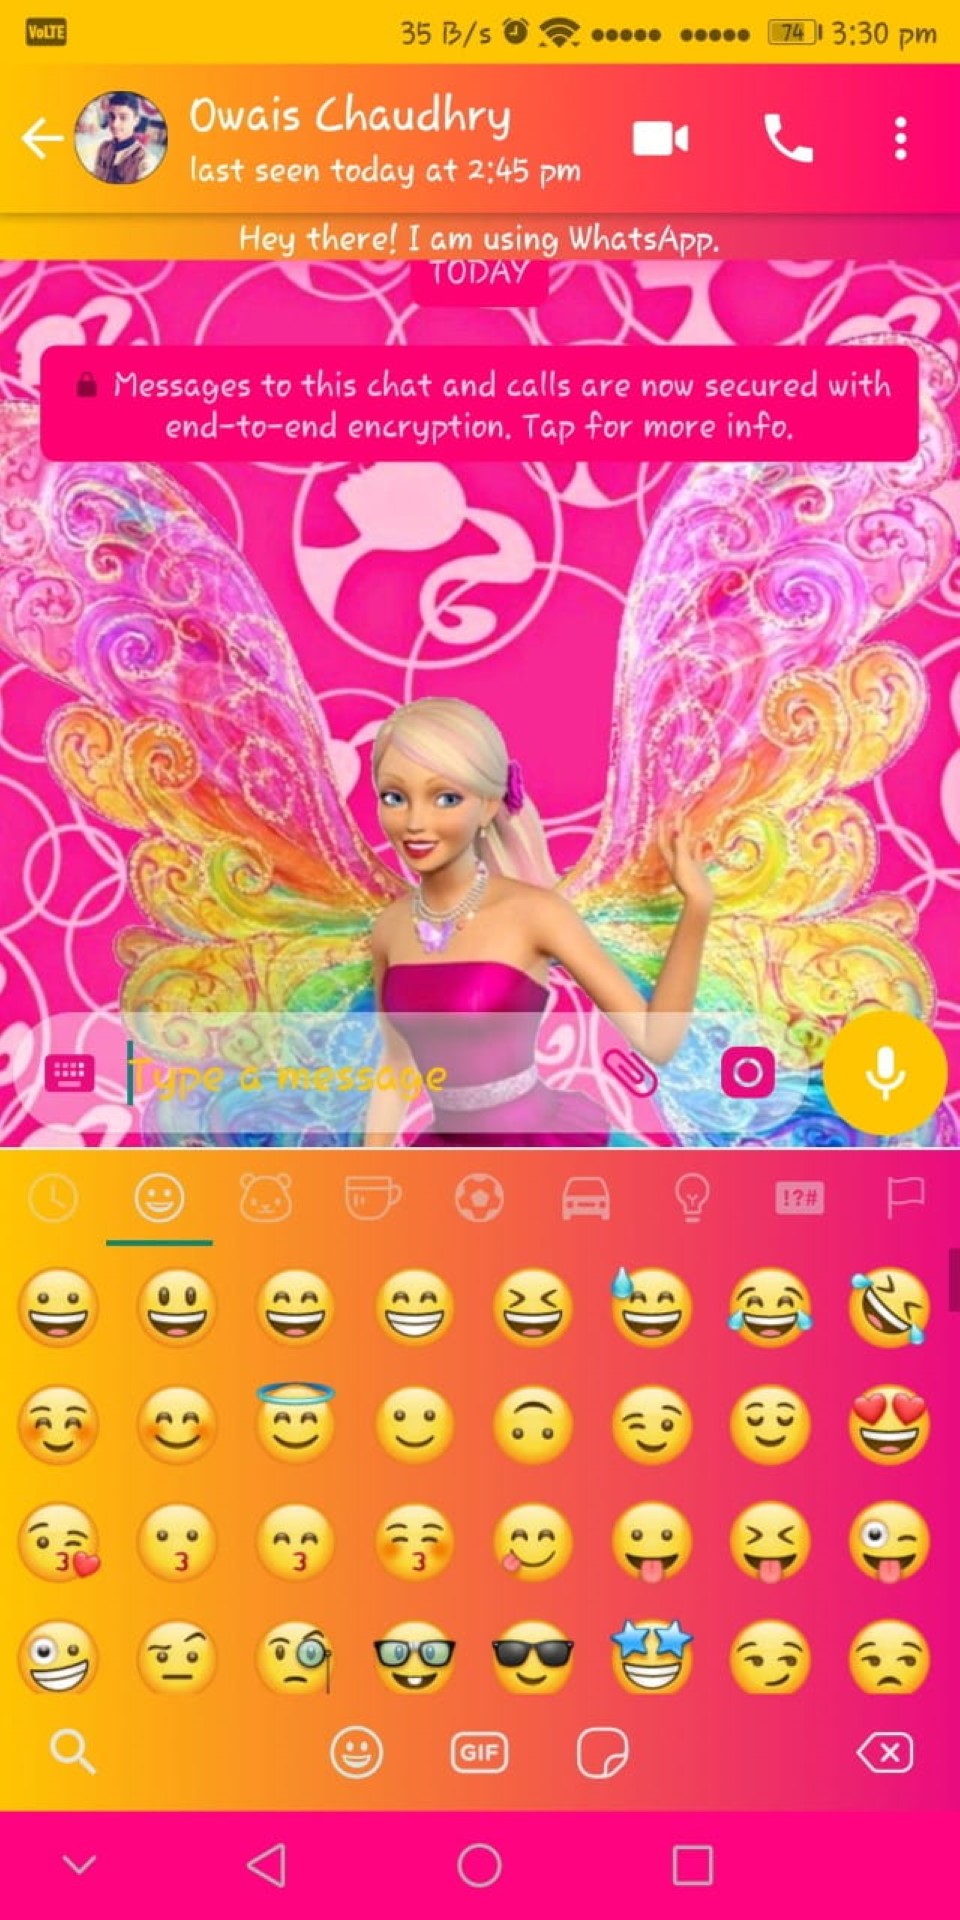 VoLTE 35 B/s 74 3:30 pm
Owais Chaudhry
last seen today at 2:45 pm
Hey there! I am using WhatsApp.
TODAY
Messages to this chat and calls are now secured with
end-to-end encryption. Tap for more info.
Type a message
!?#
GIF